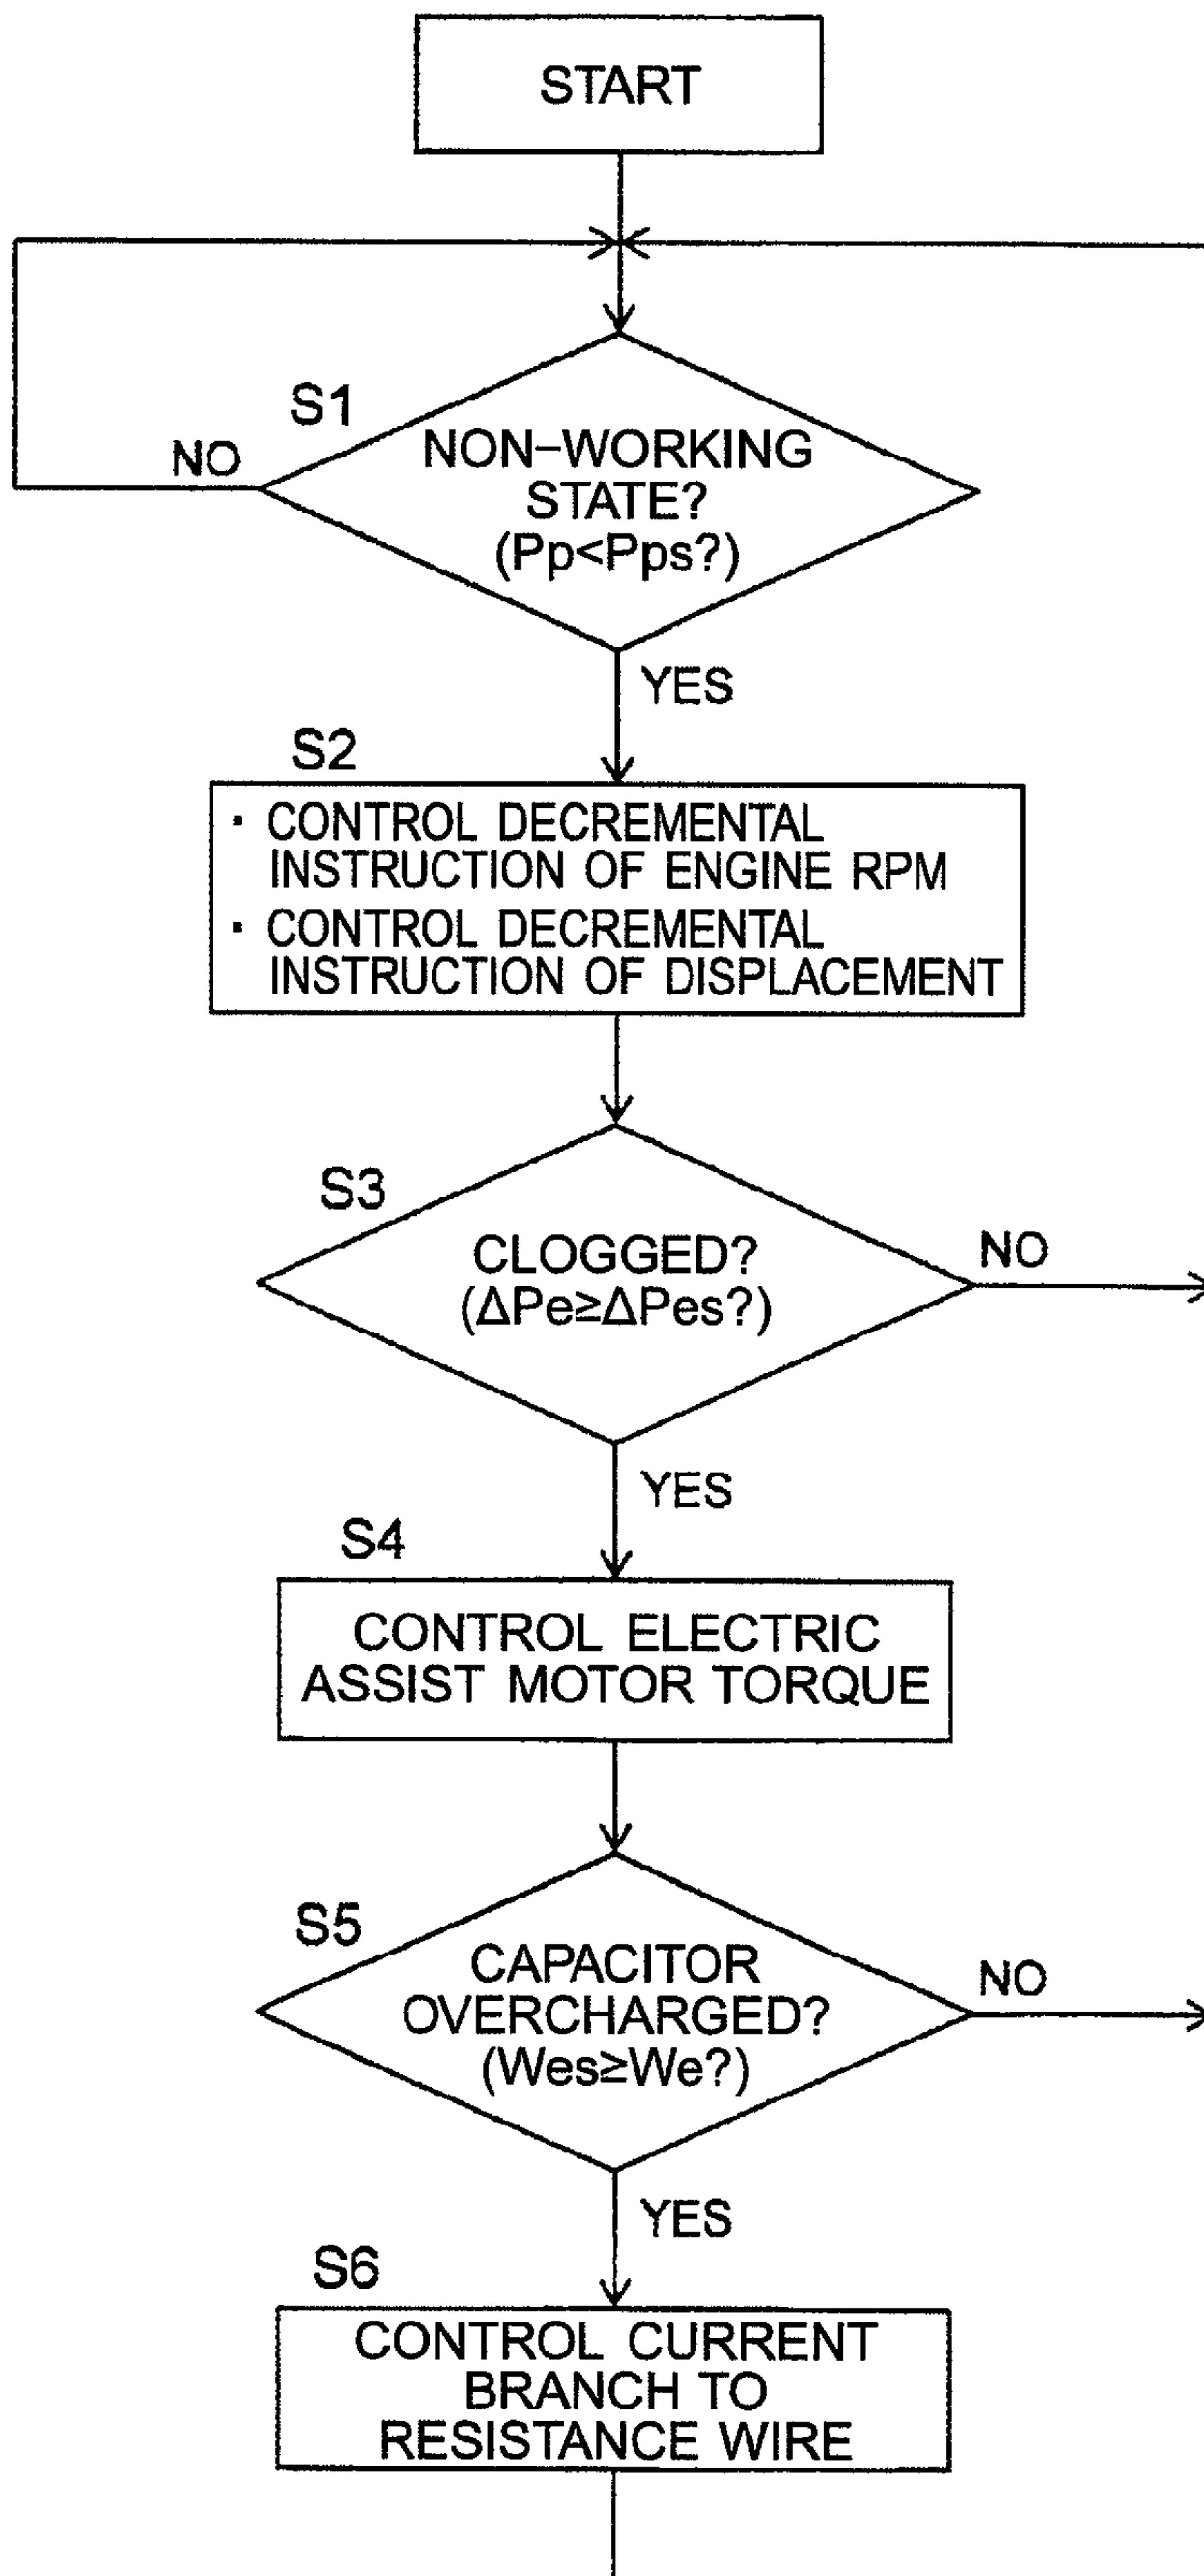 START
S1
NO
NON-WORKING
STATE?
(Pp<Pps?)
YES
S2
· CONTROL DECREMENTAL
INSTRUCTION OF ENGINE RPM
· CONTROL DECREMENTAL
INSTRUCTION OF DISPLACEMENT
S3
CLOGGED?
(ΔPe≥ΔPes?)
NO
YES
S4
CONTROL ELECTRIC
ASSIST MOTOR TORQUE
S5
CAPACITOR
OVERCHARGED?
(Wes≥We?)
NO
YES
S6
CONTROL CURRENT
BRANCH TO
RESISTANCE WIRE